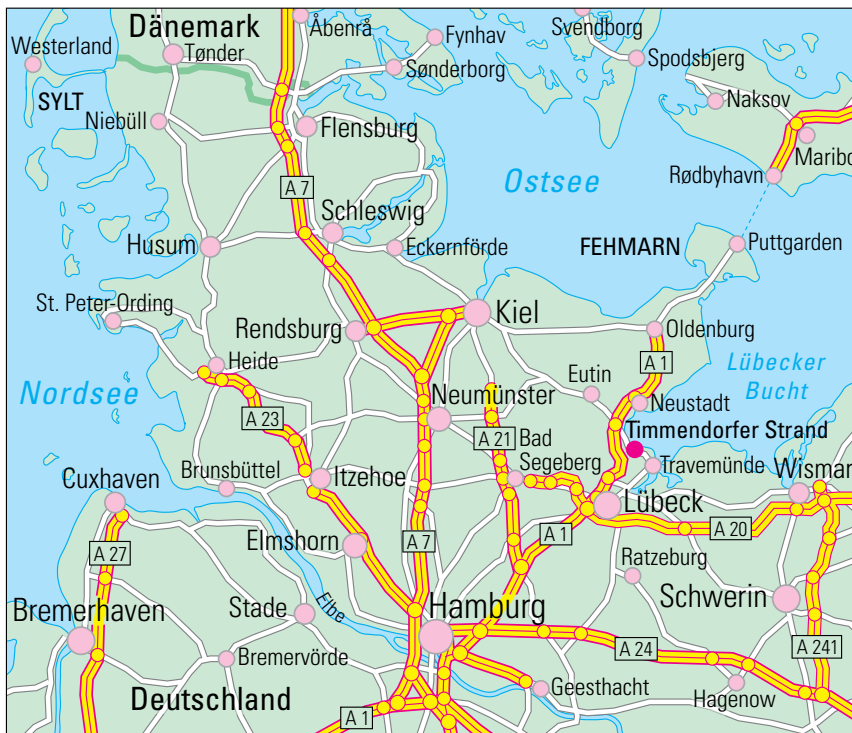 Westerland
Dänemark
Tønder
Åbenrå
Fynhav
Sønderborg
Svendborg
Spodsbjerg
SYLT
Niebüll
Flensburg
Naksov
Maribo
Rødbyhavn
A 7
Ostsee
Schleswig
Husum
Eckernförde
FEHMARN
Puttgarden
St. Peter-Ording
Rendsburg
Kiel
Oldenburg
Heide
A 1
Lübecker
Bucht
Nordsee
Eutin
Neumünster
Neustadt
A 23
A 21
Timmendorfer Strand
Bad
Segeberg
Travemünde
Brunsbüttel
Itzehoe
Wismar
Cuxhaven
Lübeck
A 20
A 27
Elmshorn
A 7
A 1
Ratzeburg
Schwerin
Bremerhaven
Stade
Elbe
Hamburg
A 24
A 241
Bremervörde
Deutschland
Geesthacht
Hagenow
A 1